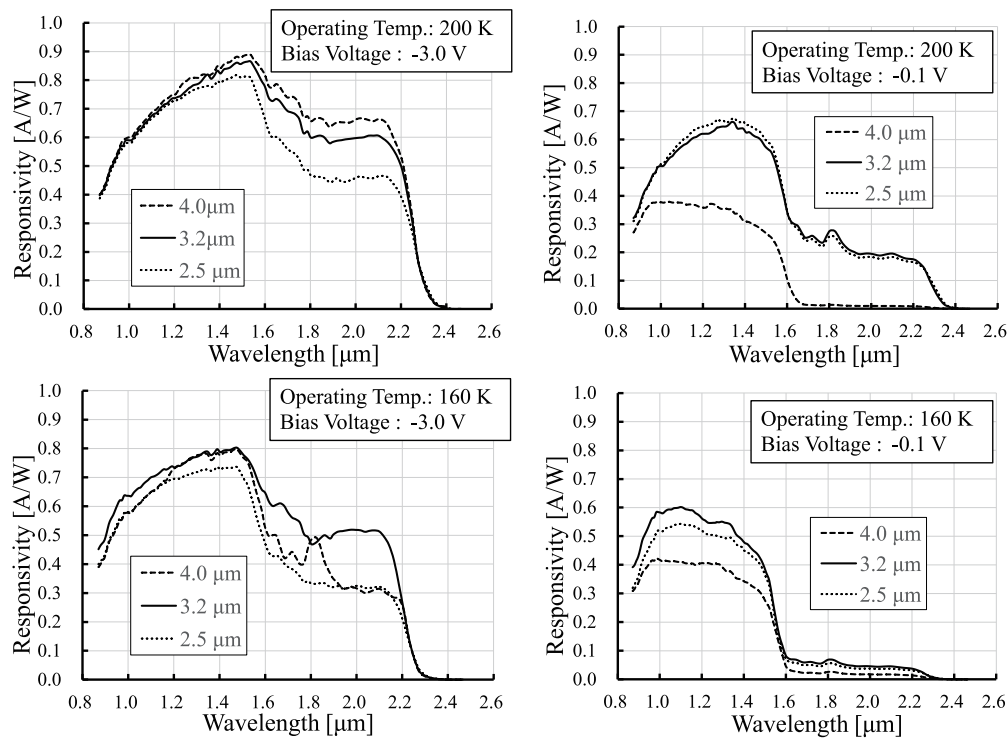 Operating Temp.: 200 K
Bias Voltage : -3.0 V
Responsivity [A/W]
1.0
0.9
0.8
0.7
0.6
0.5
0.4
0.3
0.2
0.1
0.0
4.0μm
3.2μm
2.5 μm
0.8 1.0 1.2 1.4 1.6 1.8 2.0 2.2 2.4 2.6
Wavelength [μm]
Operating Temp.: 200 K
Bias Voltage : -0.1 V
Responsivity [A/W]
1.0
0.9
0.8
0.7
0.6
0.5
0.4
0.3
0.2
0.1
0.0
4.0 μm
3.2 μm
2.5 μm
0.8 1.0 1.2 1.4 1.6 1.8 2.0 2.2 2.4 2.6
Wavelength [μm]
Operating Temp.: 160 K
Bias Voltage : -3.0 V
Responsivity [A/W]
1.0
0.9
0.8
0.7
0.6
0.5
0.4
0.3
0.2
0.1
0.0
4.0 μm
3.2 μm
2.5 μm
0.8 1.0 1.2 1.4 1.6 1.8 2.0 2.2 2.4 2.6
Wavelength [μm]
Operating Temp.: 160 K
Bias Voltage : -0.1 V
Responsivity [A/W]
1.0
0.9
0.8
0.7
0.6
0.5
0.4
0.3
0.2
0.1
0.0
4.0 μm
3.2 μm
2.5 μm
0.8 1.0 1.2 1.4 1.6 1.8 2.0 2.2 2.4 2.6
Wavelength [μm]